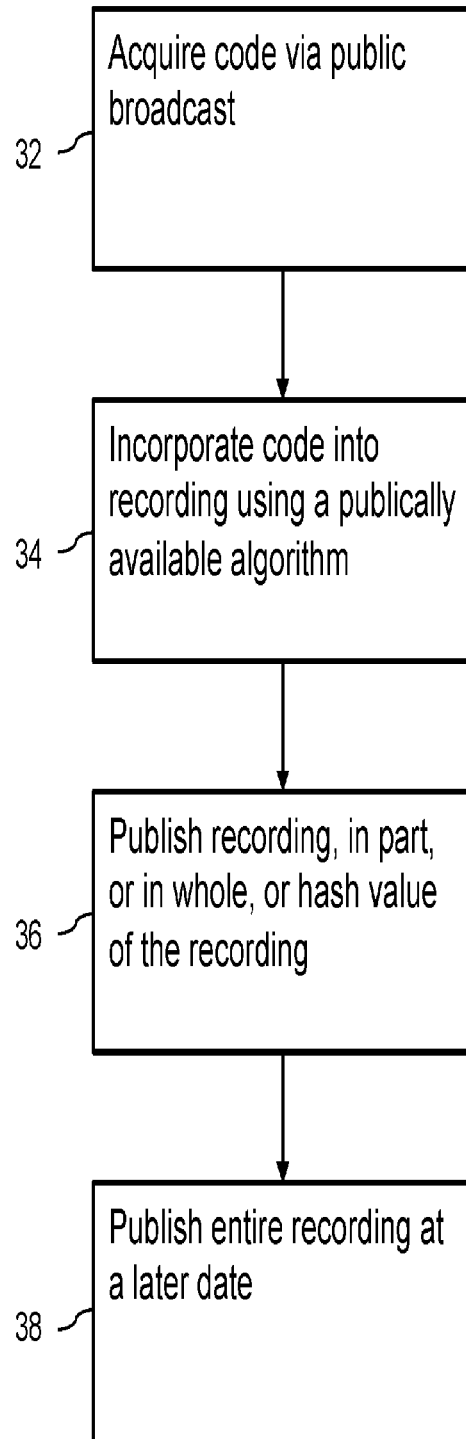 Acquire code via public
broadcast
32
Incorporate code into
recording using a publically
available algorithm
34
Publish recording, in part,
or in whole, or hash value
of the recording
36
Publish entire recording at
a later date
38